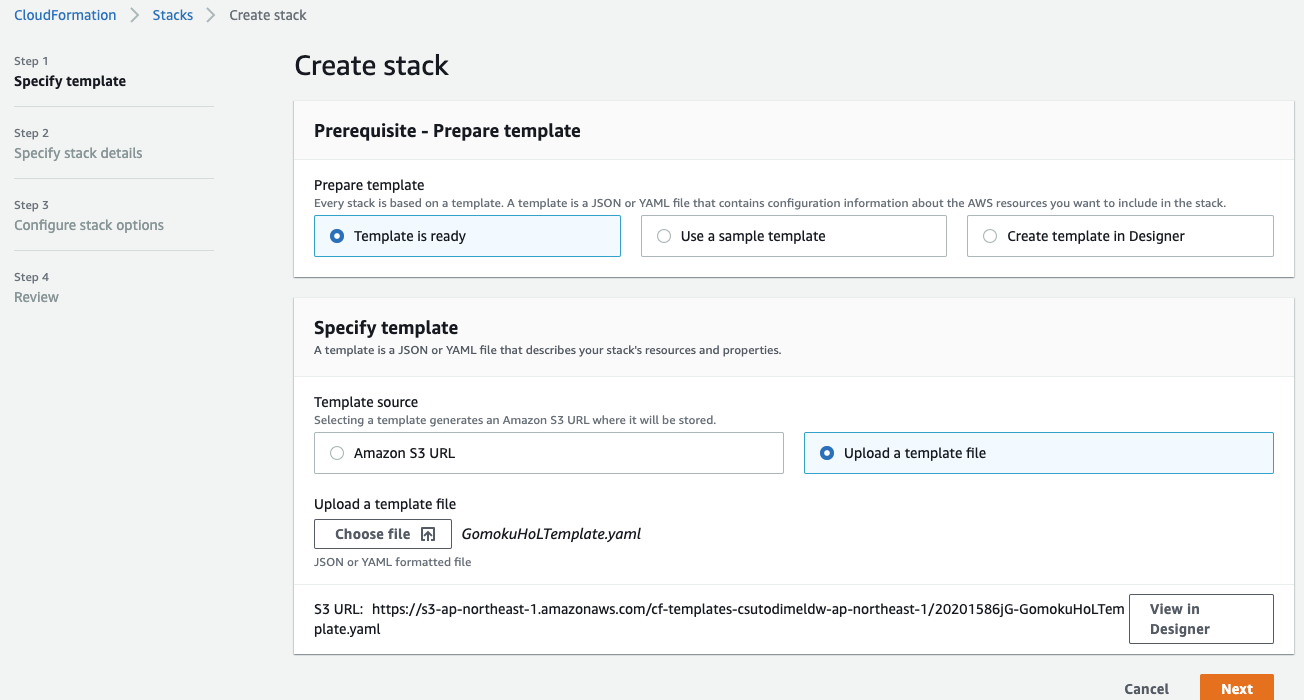 CloudFormation > Stacks > Create stack
Step 1
Specify template
Step 2
Specify stack details
Step 3
Configure stack options
Step 4
Review
Create stack
Prerequisite - Prepare template
Prepare template
Every stack is based on a template. A template is a JSON or YAML file that contains configuration information about the AWS resources you want to include in the stack.
Template is ready
Use a sample template
Create template in Designer
Specify template
A template is a JSON or YAML file that describes your stack's resources and properties.
Template source
Selecting a template generates an Amazon S3 URL where it will be stored.
Amazon S3 URL
Upload a template file
Upload a template file
Choose file
GomokuHoLTemplate.yaml
JSON or YAML formatted file
S3 URL: https://s3-ap-northeast-1.amazonaws.com/cf-templates-csutodimeldw-ap-northeast-1/20201586jG-GomokuHoLTem
plate.yaml
View in
Designer
Cancel
Next